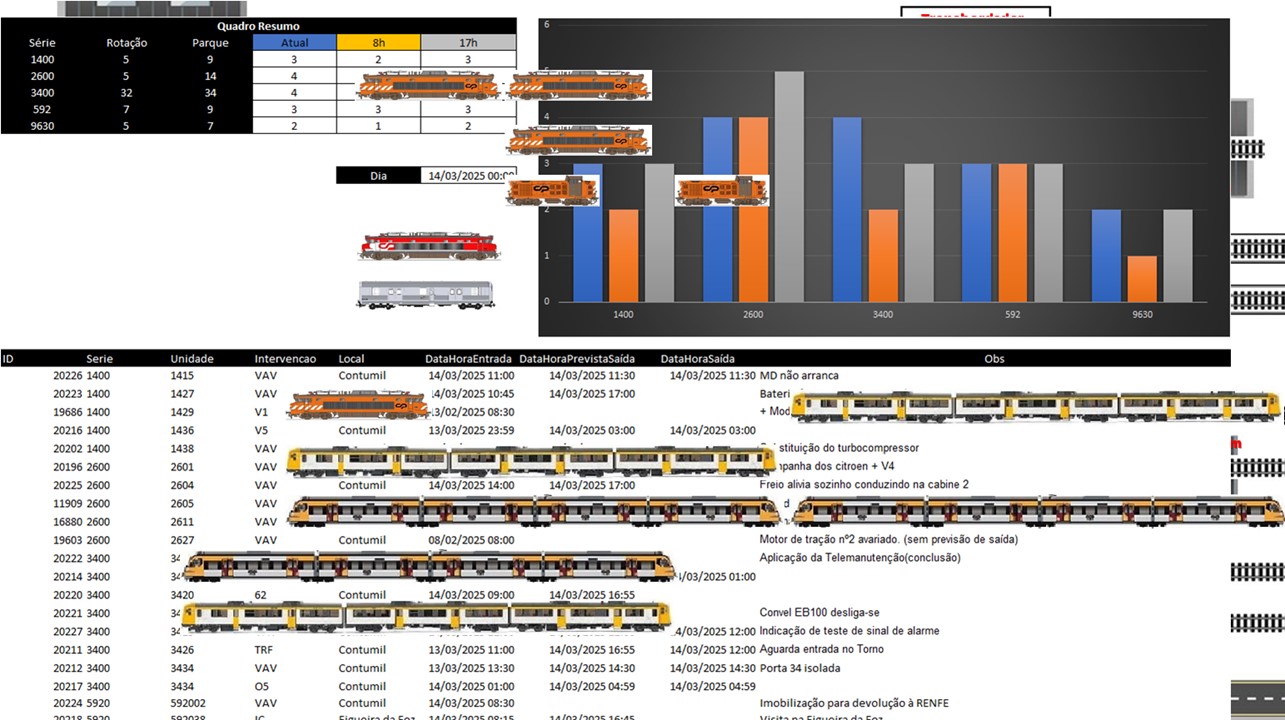 Transbordador
Quadro Resumo
Série Rotação Parque Atual 8h 17h
1400 5 9 3 2 3
2600 5 14 4
3400 32 34 4
592 7 9 3 3 3
9630 5 7 2 1 2
Dia 14/03/2025 00:00
6
5
4
3
2
1
0
1400 2600 3400 592 9630
ID Serie Unidade Intervencao Local DataHoraEntrada DataHoraPrevistaSaída DataHoraSaída Obs
20226 1400 1415 VAV Contumil 14/03/2025 11:00 14/03/2025 11:30 14/03/2025 11:30 MD não arranca
20223 1400 1427 VAV 14/03/2025 10:45 14/03/2025 17:00 Bateri
19686 1400 1429 V1 13/02/2025 08:30 + Mod
20216 1400 1436 V5 Contumil 13/03/2025 23:59 14/03/2025 03:00 14/03/2025 03:00
20202 1400 1438 VAV Substituição do turbocompressor
20196 2600 2601 VAV mpanha dos citroen + V4
20225 2600 2604 VAV Contumil 14/03/2025 14:00 14/03/2025 17:00 Freio alivia sozinho conduzindo na cabine 2
11909 2600 2605 VAV
16880 2600 2611 VAV
19603 2600 2627 VAV Contumil 08/02/2025 08:00 Motor de tração nº2 avariado. (sem previsão de saída)
20222 3400 34 Aplicação da Telemanutenção(conclusão)
20214 3400 34 /03/2025 01:00
20220 3400 3420 62 Contumil 14/03/2025 09:00 14/03/2025 16:55
20221 3400 34 Convel EB100 desliga-se
20227 3400 14/03/2025 12:00 Indicação de teste de sinal de alarme
20211 3400 3426 TRF Contumil 13/03/2025 11:00 14/03/2025 16:55 14/03/2025 12:00 Aguarda entrada no Torno
20212 3400 3434 VAV Contumil 13/03/2025 13:30 14/03/2025 14:30 14/03/2025 14:30 Porta 34 isolada
20217 3400 3434 O5 Contumil 14/03/2025 01:00 14/03/2025 04:59 14/03/2025 04:59
20224 5920 592002 VAV Contumil 14/03/2025 08:30 Imobilização para devolução à RENFE
20218 5920 592038 IC Figueira da Foz 14/03/2025 08:15 14/03/2025 16:45 Visita na Figueira da Foz